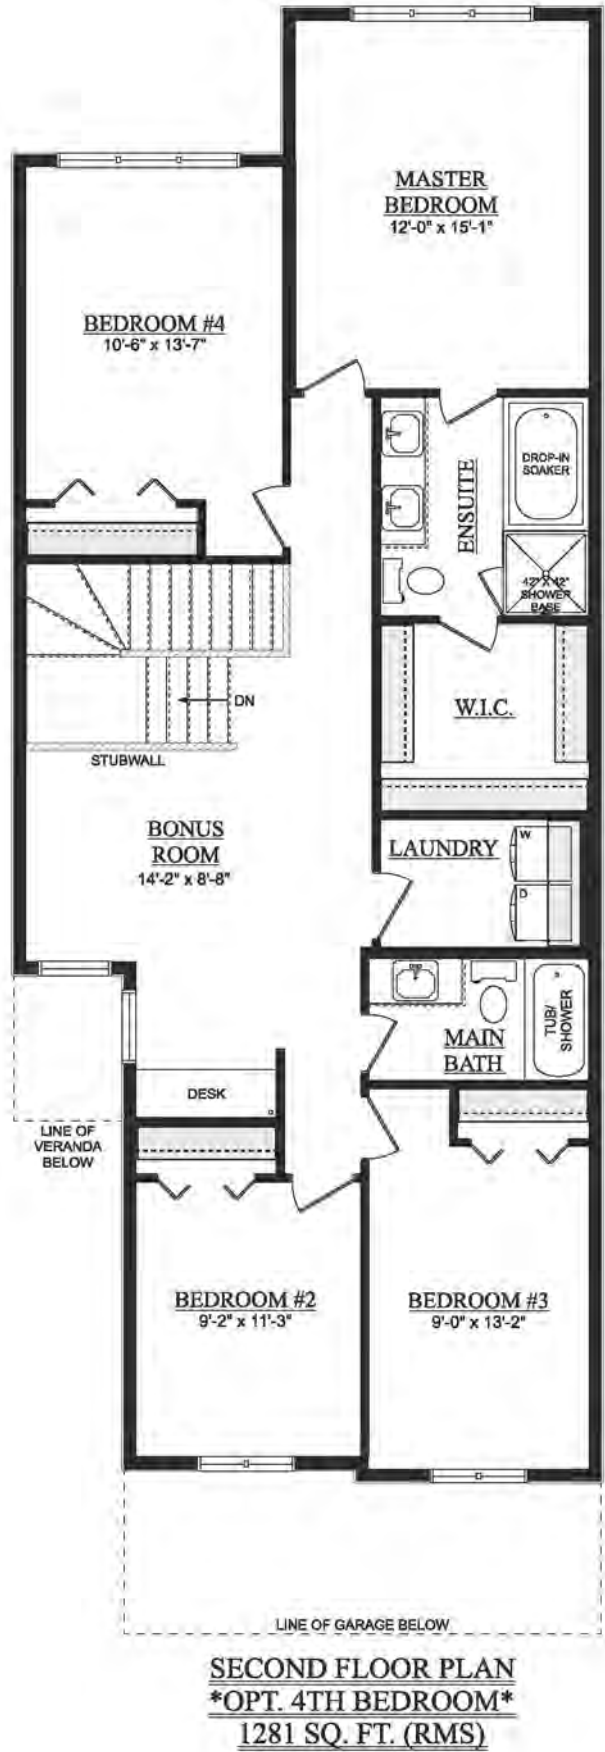 MASTER
BEDROOM
12'-0" x 15'-1"
BEDROOM #4
10'-6" x 13'-7"
ENSUITE
DROP-IN
SOAKER
42" X 42"
SHOWER
BASE
W.I.C.
DN
STUBWALL
BONUS
ROOM
14'-2" x 8'-8"
LAUNDRY
W
D
MAIN
BATH
TUB/
SHOWER
DESK
LINE OF
VERANDA
BELOW
BEDROOM #2
9'-2" x 11'-3"
BEDROOM #3
9'-0" x 13'-2"
LINE OF GARAGE BELOW
SECOND FLOOR PLAN
*OPT. 4TH BEDROOM*
1281 SQ. FT. (RMS)